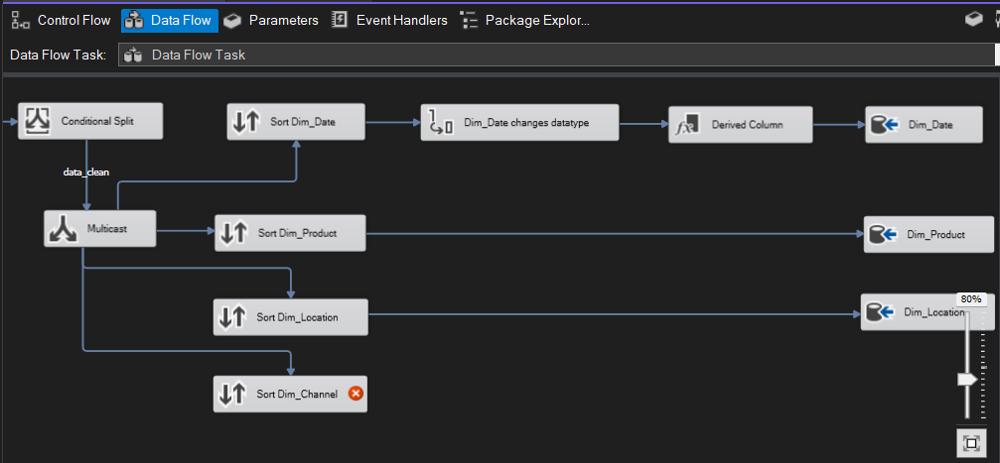 Control Flow
Data Flow
Parameters
Event Handlers
Package Explor...
Data Flow Task:
Data Flow Task
Conditional Split
Sort Dim_Date
Dim_Date changes datatype
Derived Column
Dim_Date
data_clean
Multicast
Sort Dim_Product
Dim_Product
80%
Sort Dim_Location
Dim_Location
Sort Dim_Channel